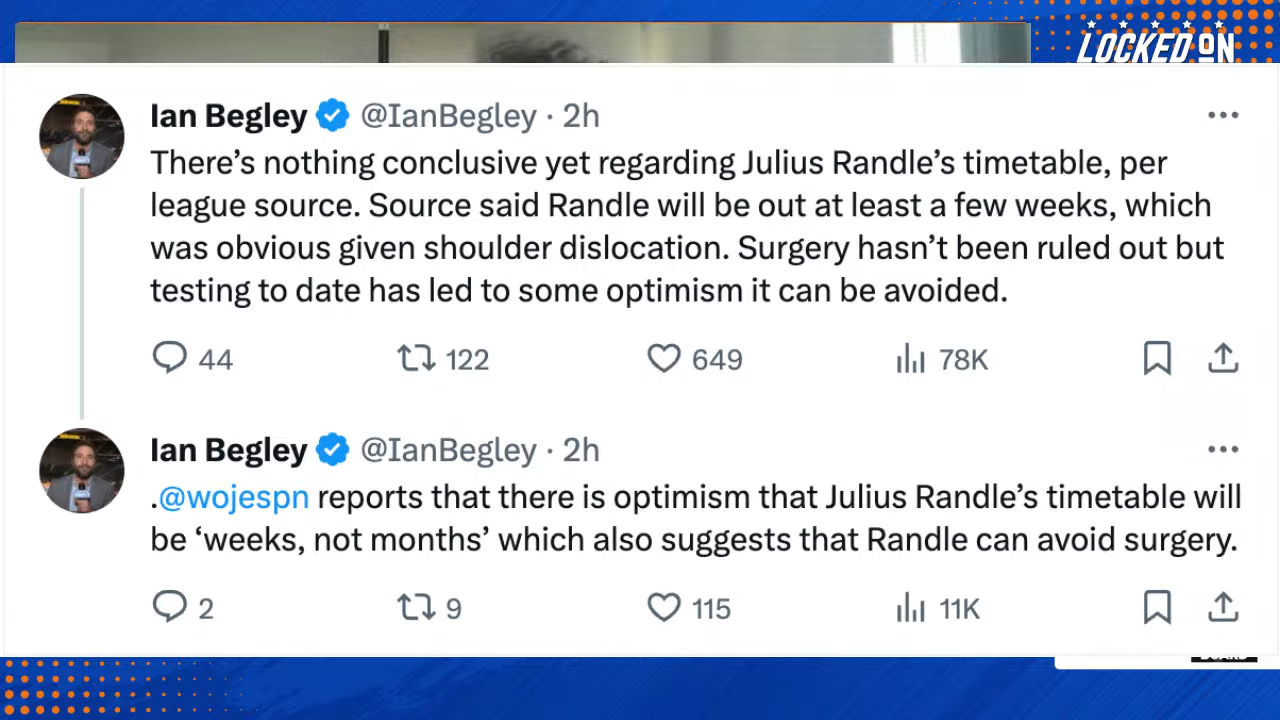 LOCKED ON
Ian Begley @IanBegley · 2h
There’s nothing conclusive yet regarding Julius Randle’s timetable, per
league source. Source said Randle will be out at least a few weeks, which
was obvious given shoulder dislocation. Surgery hasn’t been ruled out but
testing to date has led to some optimism it can be avoided.
44 122 649 78K
Ian Begley @IanBegley · 2h
.@wojespn reports that there is optimism that Julius Randle’s timetable will
be ‘weeks, not months’ which also suggests that Randle can avoid surgery.
2 9 115 11K